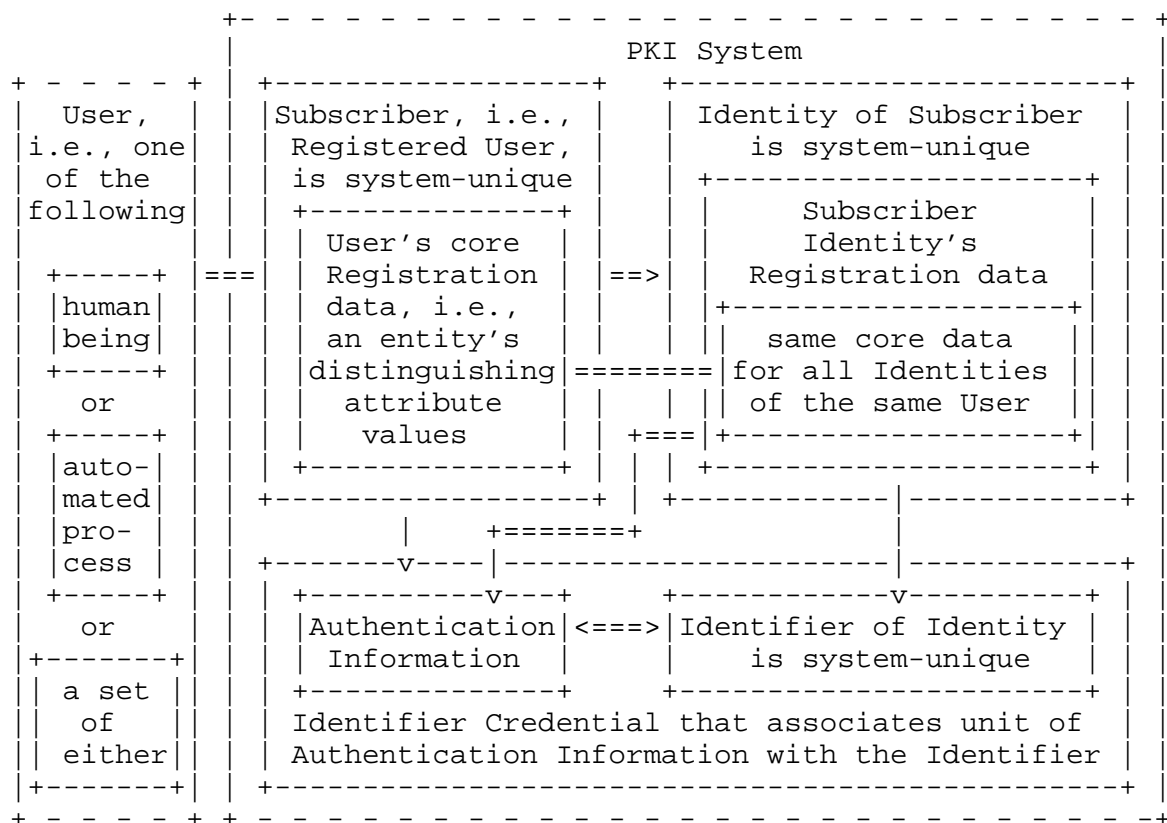 PKI System
User,
i.e., one
of the
following
human
being
or
auto-
mated
pro-
cess
or
a set
of
either
Subscriber, i.e.,
Registered User,
is system-unique
User's core
Registration
data, i.e.,
an entity's
distinguishing
attribute
values
Identity of Subscriber
is system-unique
Subscriber
Identity's
Registration data
same core data
for all Identities
of the same User
Authentication
Information
Identifier of Identity
is system-unique
Identifier Credential that associates unit of
Authentication Information with the Identifier